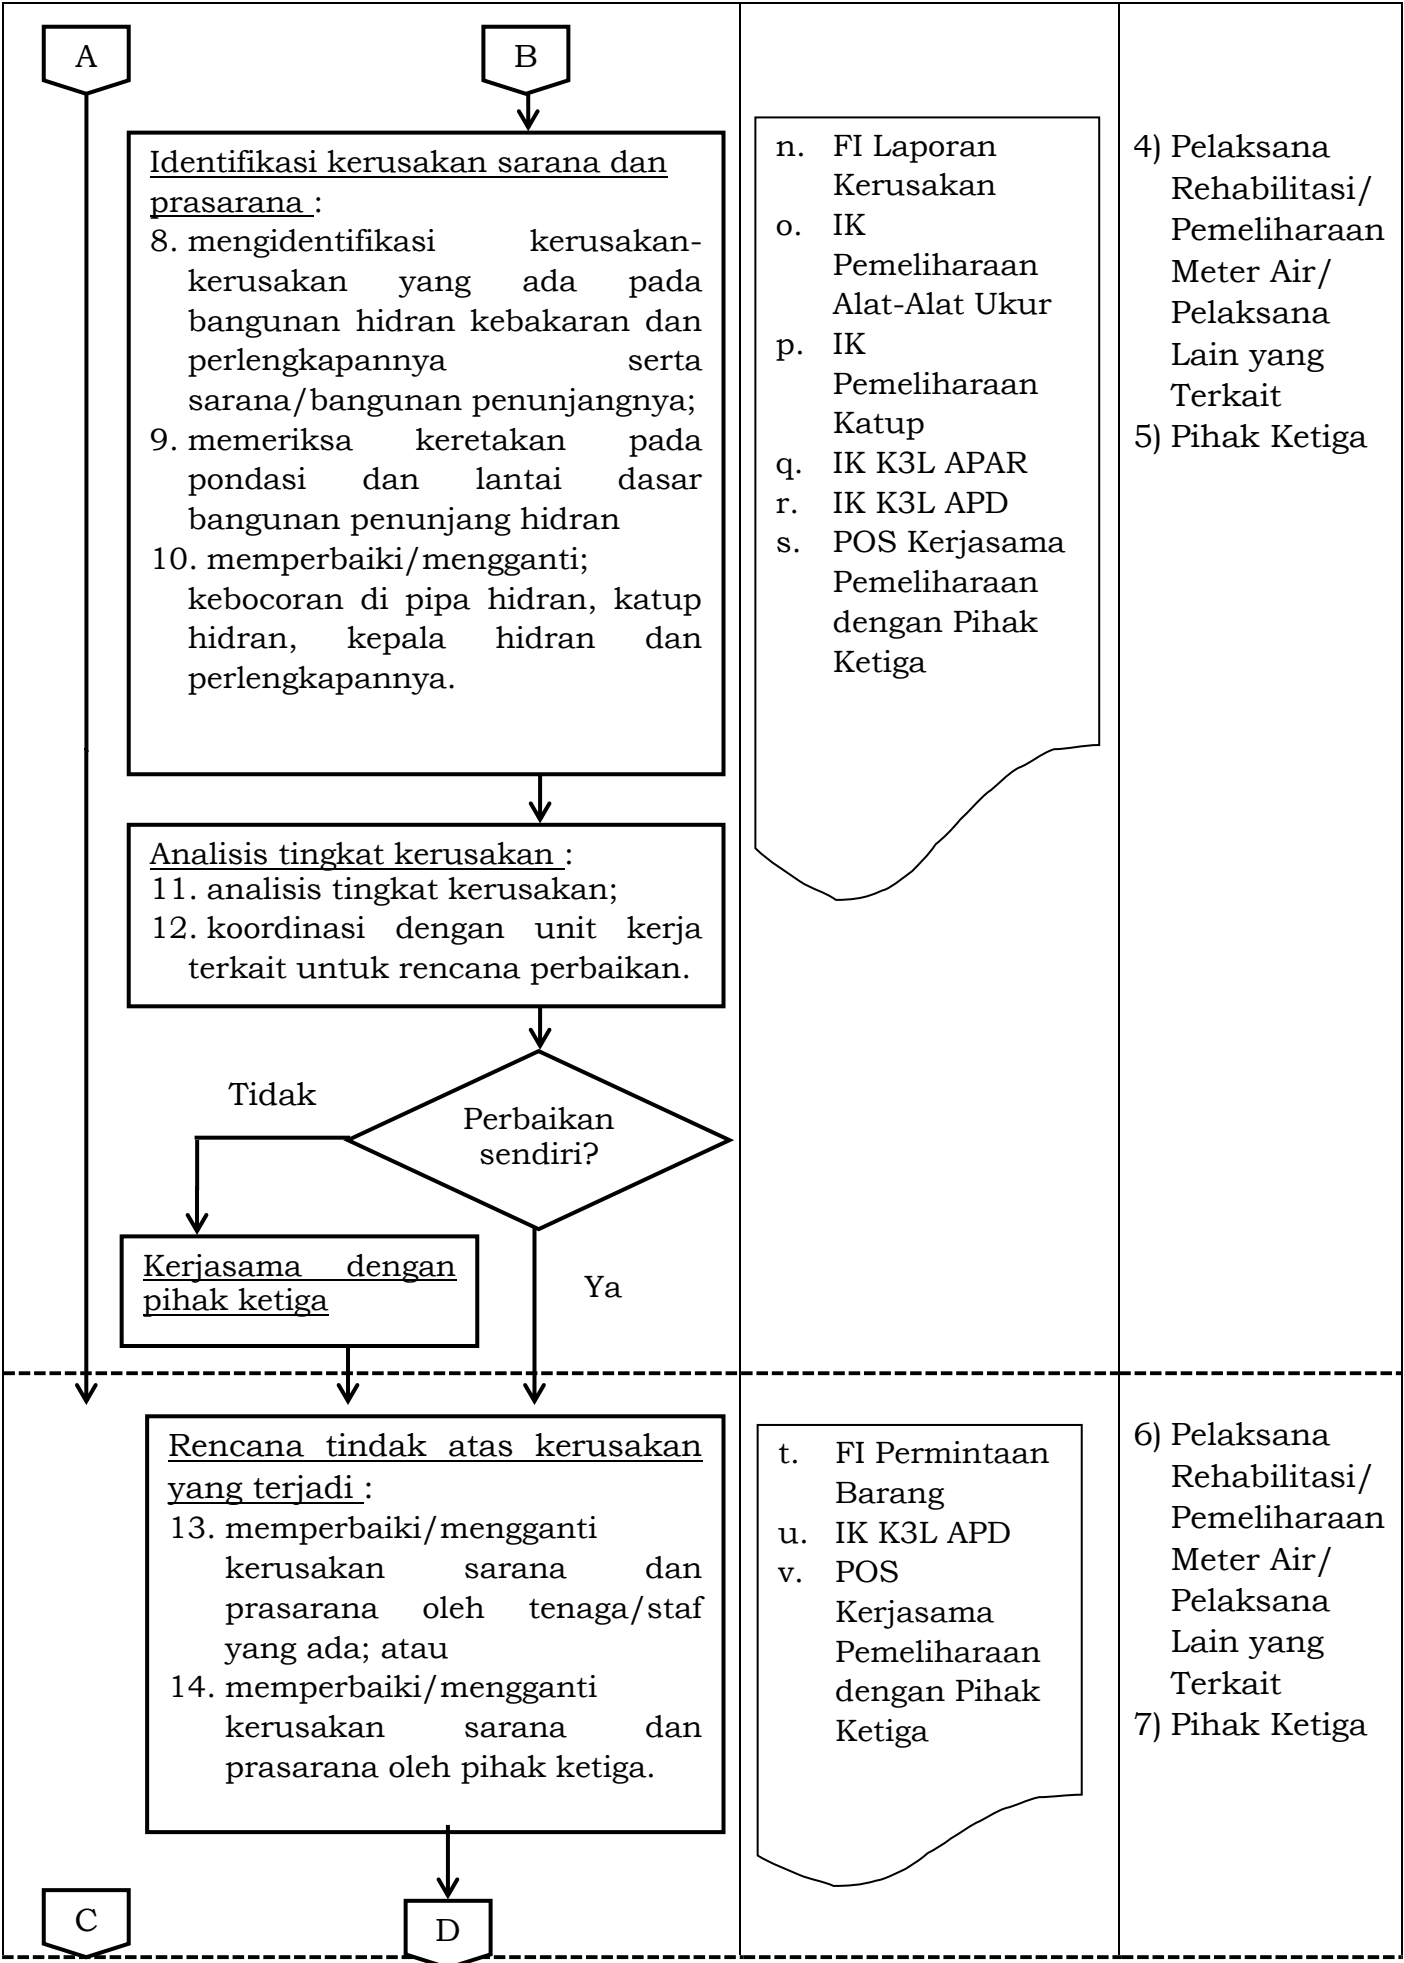 A
B
Identifikasi kerusakan sarana dan
prasarana :
8. mengidentifikasi kerusakan-
kerusakan yang ada pada
bangunan hidran kebakaran dan
perlengkapannya serta
sarana/bangunan penunjangnya;
9. memeriksa keretakan pada
pondasi dan lantai dasar
bangunan penunjang hidran
10. memperbaiki/mengganti;
kebocoran di pipa hidran, katup
hidran, kepala hidran dan
perlengkapannya.
Analisis tingkat kerusakan :
11. analisis tingkat kerusakan;
12. koordinasi dengan unit kerja
terkait untuk rencana perbaikan.
Tidak
Perbaikan
sendiri?
Kerjasama dengan
pihak ketiga
Ya
n. FI Laporan
Kerusakan
o. IK
Pemeliharaan
Alat-Alat Ukur
p. IK
Pemeliharaan
Katup
q. IK K3L APAR
r. IK K3L APD
s. POS Kerjasama
Pemeliharaan
dengan Pihak
Ketiga
4) Pelaksana
Rehabilitasi/
Pemeliharaan
Meter Air/
Pelaksana
Lain yang
Terkait
5) Pihak Ketiga
Rencana tindak atas kerusakan
yang terjadi :
13. memperbaiki/mengganti
kerusakan sarana dan
prasarana oleh tenaga/staf
yang ada; atau
14. memperbaiki/mengganti
kerusakan sarana dan
prasarana oleh pihak ketiga.
C
D
t. FI Permintaan
Barang
u. IK K3L APD
v. POS
Kerjasama
Pemeliharaan
dengan Pihak
Ketiga
6) Pelaksana
Rehabilitasi/
Pemeliharaan
Meter Air/
Pelaksana
Lain yang
Terkait
7) Pihak Ketiga